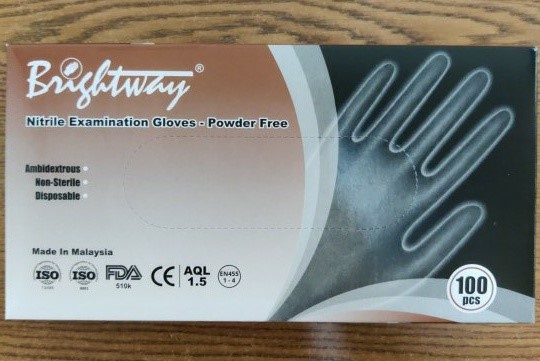 Brightway®
Nitrile Examination Gloves - Powder Free
Ambidextrous
Non-Sterile
Disposable
Made In Malaysia
ISO
ISO
FDA
510k
CE
AQL
1.5
EN455
1 - 4
100
pcs